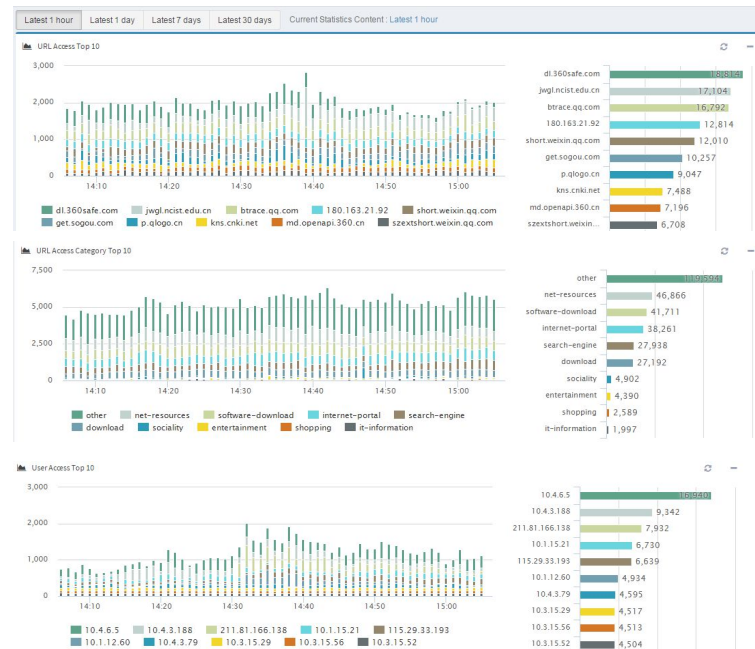 Latest 1 hour Latest 1 day Latest 7 days Latest 30 days Current Statistics Content : Latest 1 hour
URL Access Top 10
3,000
2,000
1,000
0
14:10 14:20 14:30 14:40 14:50 15:00
dl.360safe.com jwgl.ncist.edu.cn btrace.qq.com 180.163.21.92 short.weixin.qq.com
get.sogou.com p.qlogo.cn kns.cnki.net md.openapi.360.cn szextshort.weixin.qq.com
dl.360safe.com 18,814
jwgl.ncist.edu.cn 17,104
btrace.qq.com 16,792
180.163.21.92 12,814
short.weixin.qq.com 12,010
get.sogou.com 10,257
p.qlogo.cn 9,047
kns.cnki.net 7,488
md.openapi.360.cn 7,196
szextshort.weixin... 6,708
URL Access Category Top 10
7,500
5,000
2,500
0
14:10 14:20 14:30 14:40 14:50 15:00
other net-resources software-download internet-portal search-engine
download sociality entertainment shopping it-information
other 119,594
net-resources 46,866
software-download 41,711
internet-portal 38,261
search-engine 27,938
download 27,192
sociality 4,902
entertainment 4,390
shopping 2,589
it-information 1,997
User Access Top 10
3,000
2,000
1,000
0
14:10 14:20 14:30 14:40 14:50 15:00
10.4.6.5 10.4.3.188 211.81.166.138 10.1.15.21 115.29.33.193
10.1.12.60 10.4.3.79 10.3.15.29 10.3.15.56 10.3.15.52
10.4.6.5 16,940
10.4.3.188 9,342
211.81.166.138 7,932
10.1.15.21 6,730
115.29.33.193 6,639
10.1.12.60 4,934
10.4.3.79 4,595
10.3.15.29 4,517
10.3.15.56 4,513
10.3.15.52 4,504